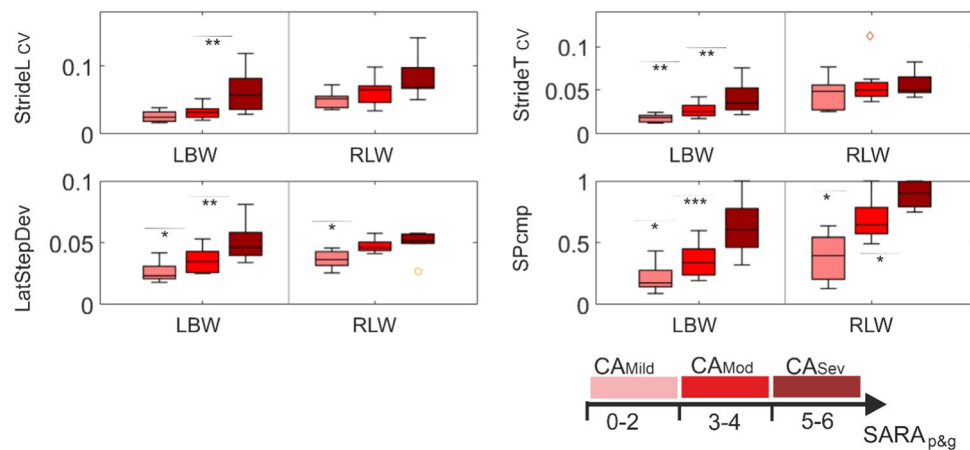 StrideL CV
0.1
0
**
LBW
RLW
StrideT CV
0.1
0.05
0
**
**
LBW
RLW
LatStepDev
0.1
0.05
0
*
**
*
LBW
RLW
SPcmp
1
0.5
0
*
***
*
*
LBW
RLW
CAMild CAMod CASev
0-2 3-4 5-6
SARAp&g